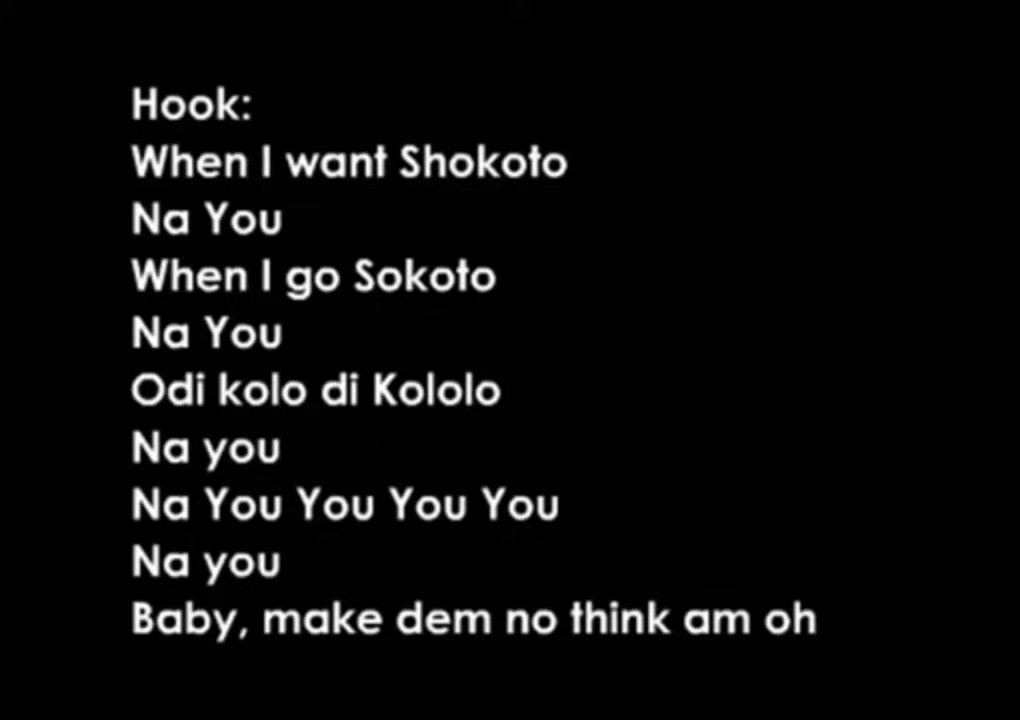 Hook:
When I want Shokoto
Na You
When I go Sokoto
Na You
Odi kolo di Kololo
Na you
Na You You You You
Na you
Baby, make dem no think am oh